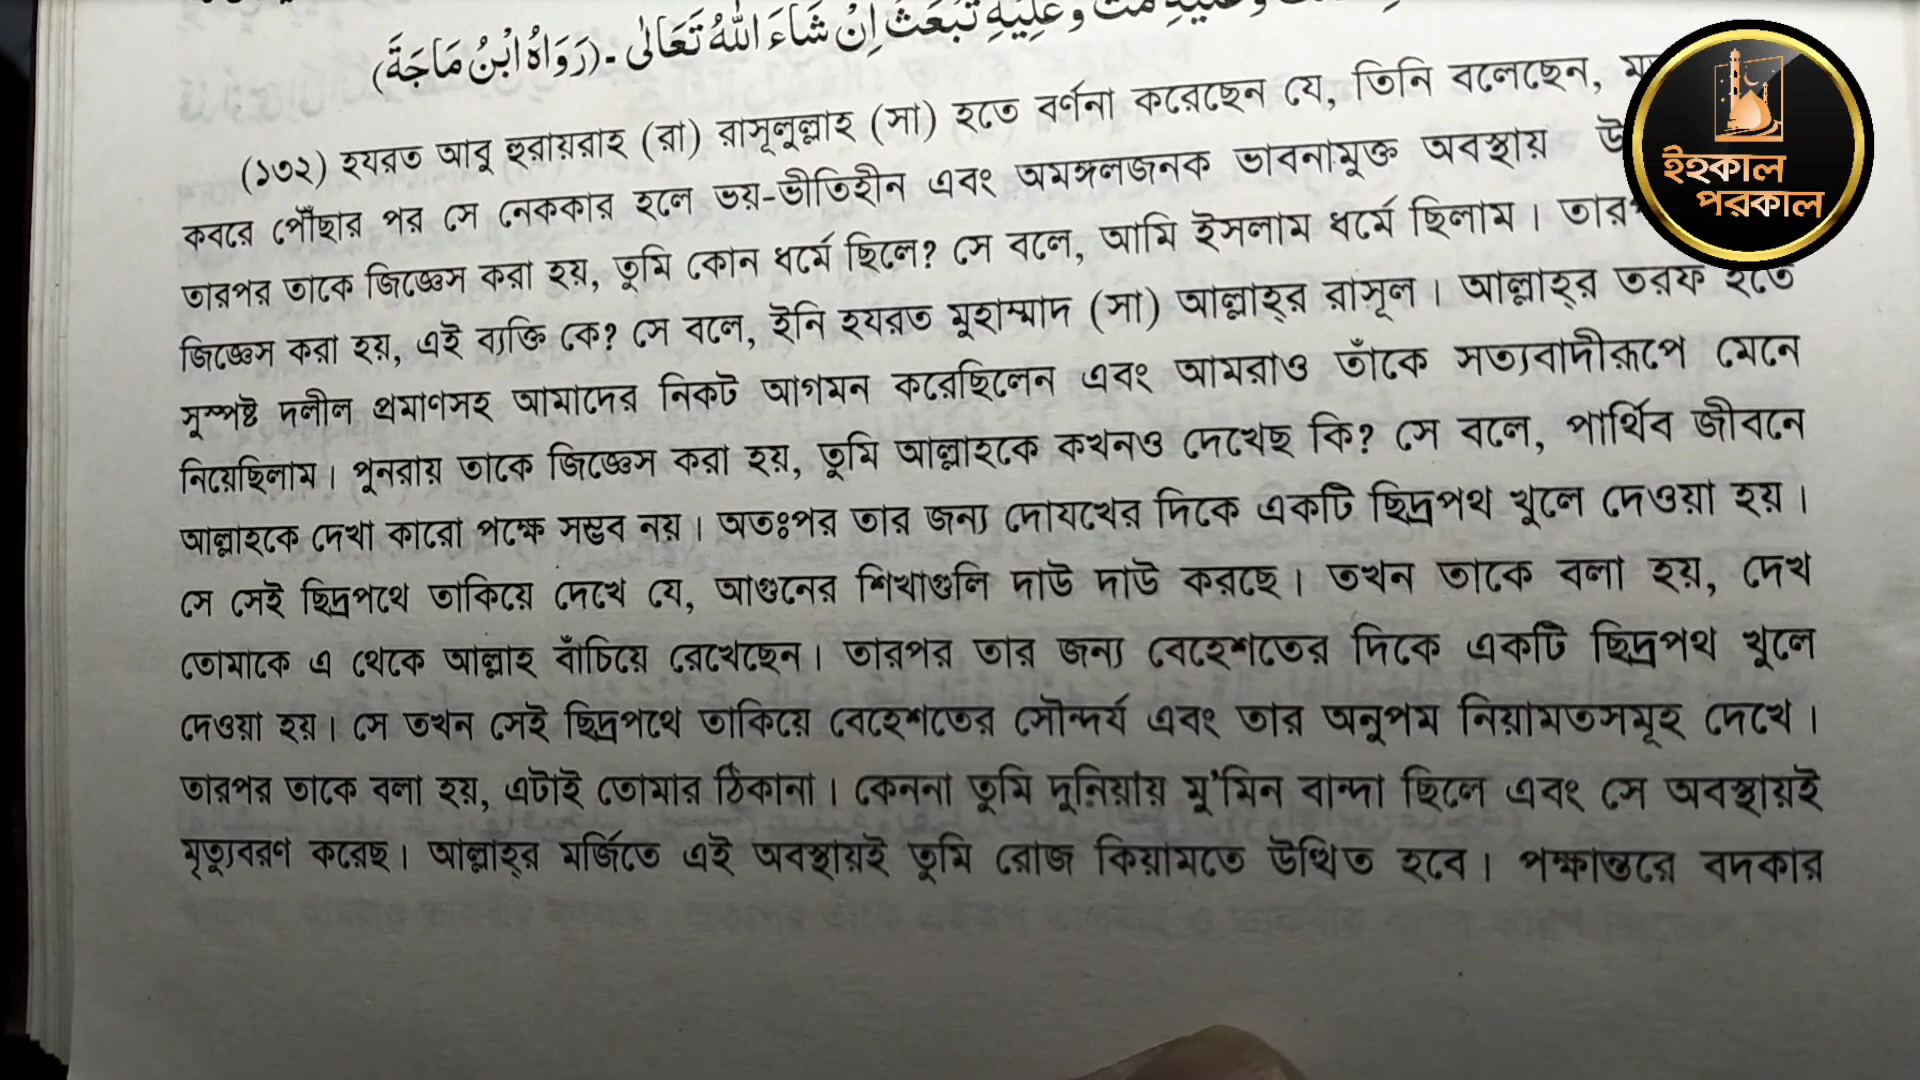 وَعَلَيْهِ مُتَّ وَعَلَيْهِ تُبْعَثُ اِنْ شَاءَ اللّٰهُ تَعَالٰى -(رَوَاهُ ابْنُ مَاجَةَ)
(১৩২) হযরত আবু হুরায়রাহ (রা) রাসূলুল্লাহ (সা) হতে বর্ণনা করেছেন যে, তিনি বলেছেন,
কবরে পৌঁছার পর সে নেককার হলে ভয়-ভীতিহীন এবং অমঙ্গলজনক ভাবনামুক্ত অবস্থায়
তারপর তাকে জিজ্ঞেস করা হয়, তুমি কোন ধর্মে ছিলে? সে বলে, আমি ইসলাম ধর্মে ছিলাম।
জিজ্ঞেস করা হয়, এই ব্যক্তি কে? সে বলে, ইনি হযরত মুহাম্মাদ (সা) আল্লাহ্‌র রাসূল। আল্লাহ্‌র তরফ হতে
সুস্পষ্ট দলীল প্রমাণসহ আমাদের নিকট আগমন করেছিলেন এবং আমরাও তাঁকে সত্যবাদীরূপে মেনে
নিয়েছিলাম। পুনরায় তাকে জিজ্ঞেস করা হয়, তুমি আল্লাহকে কখনও দেখেছ কি? সে বলে, পার্থিব জীবনে
আল্লাহকে দেখা কারো পক্ষে সম্ভব নয়। অতঃপর তার জন্য দোযখের দিকে একটি ছিদ্রপথ খুলে দেওয়া হয়।
সে সেই ছিদ্রপথে তাকিয়ে দেখে যে, আগুনের শিখাগুলি দাউ দাউ করছে। তখন তাকে বলা হয়, দেখ
তোমাকে এ থেকে আল্লাহ বাঁচিয়ে রেখেছেন। তারপর তার জন্য বেহেশতের দিকে একটি ছিদ্রপথ খুলে
দেওয়া হয়। সে তখন সেই ছিদ্রপথে তাকিয়ে বেহেশতের সৌন্দর্য এবং তার অনুপম নিয়ামতসমূহ দেখে।
তারপর তাকে বলা হয়, এটাই তোমার ঠিকানা। কেননা তুমি দুনিয়ায় মু'মিন বান্দা ছিলে এবং সে অবস্থায়ই
মৃত্যুবরণ করেছ। আল্লাহ্‌র মর্জিতে এই অবস্থায়ই তুমি রোজ কিয়ামতে উত্থিত হবে। পক্ষান্তরে বদকার
ইহকাল
পরকাল